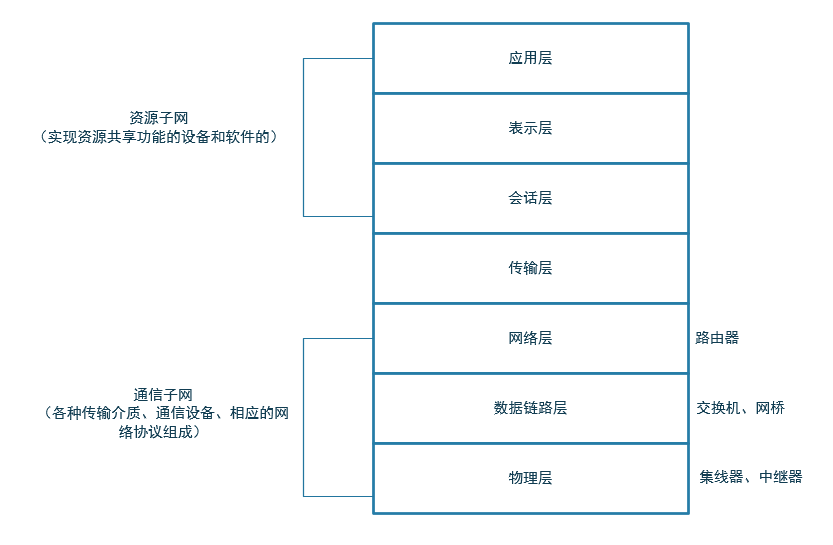 应用层
资源子网
（实现资源共享功能的设备和软件的）
表示层
会话层
传输层
网络层
路由器
通信子网
（各种传输介质、通信设备、相应的网
络协议组成）
数据链路层
交换机、网桥
物理层
集线器、中继器